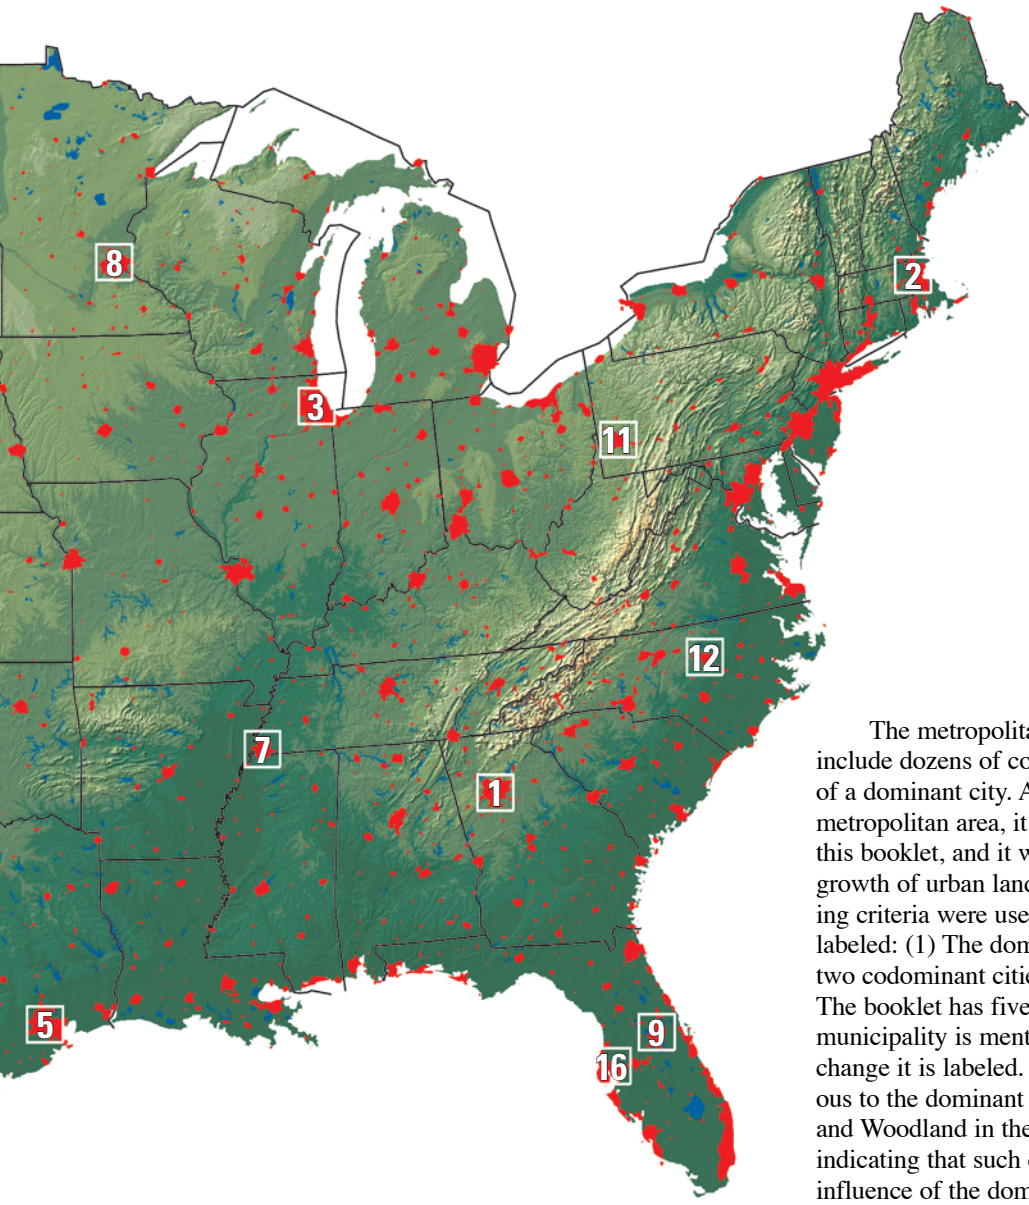 8
2
3
11
12
7
1
5
9
16
The metropolita
include dozens of co
of a dominant city. A
metropolitan area, it
this booklet, and it w
growth of urban land
ing criteria were use
labeled: (1) The dom
two codominant citie
The booklet has five
municipality is ment
change it is labeled.
ous to the dominant
and Woodland in the
indicating that such c
influence of the dom